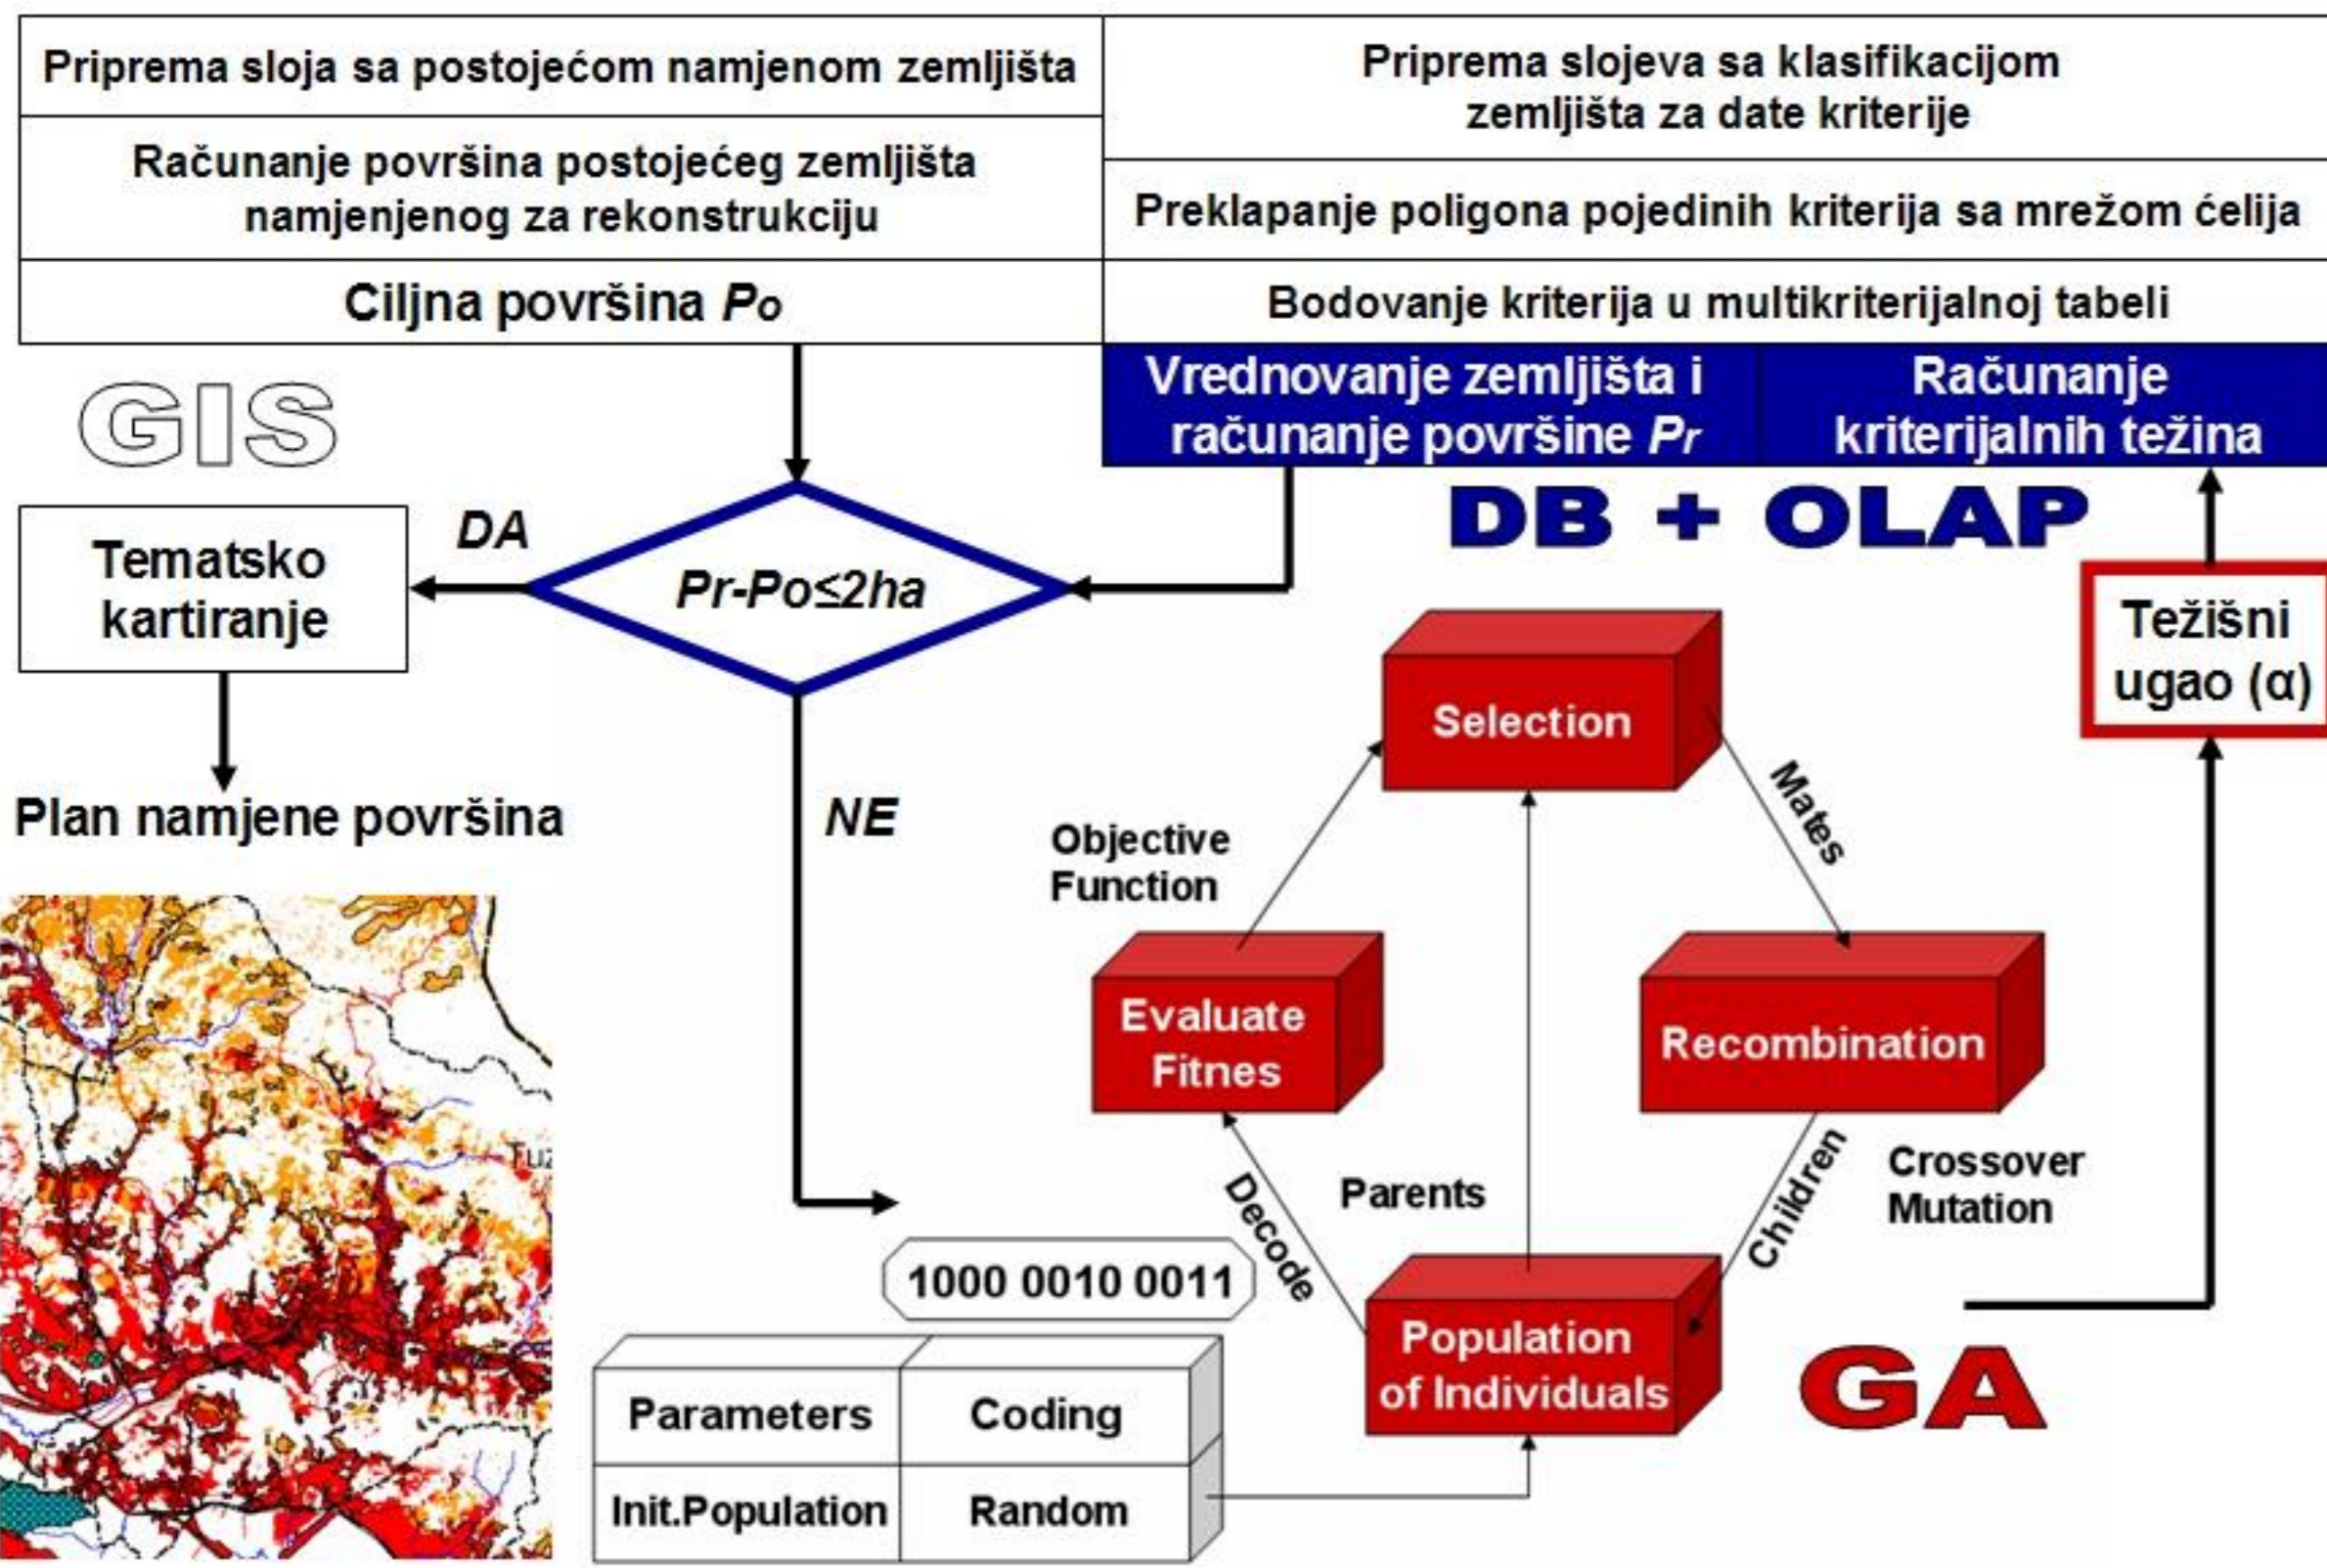 Priprema sloja sa postojećom namjenom zemljišta
Računanje površina postojećeg zemljišta
namjenjenog za rekonstrukciju
Ciljna površina Po
Priprema slojeva sa klasifikacijom
zemljišta za date kriterije
Preklapanje poligona pojedinih kriterija sa mrežom ćelija
Bodovanje kriterija u multikriterijalnoj tabeli
Vrednovanje zemljišta i
računanje površine Pr
Računanje
kriterijalnih težina
GIS
DB + OLAP
Tematsko
kartiranje
DA
Pr-Po≤2ha
Težišni
ugao (α)
Plan namjene površina
NE
Selection
Mates
Objective
Function
Evaluate
Fitnes
Recombination
Decode
Parents
Children
Crossover
Mutation
1000 0010 0011
Population
of Individuals
GA
Parameters
Coding
Init.Population
Random
Tuz